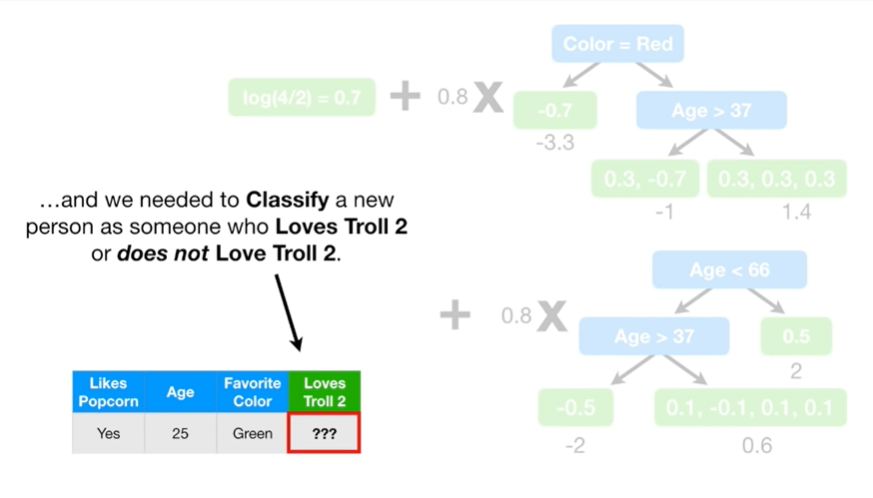 Color = Red
log(4/2) = 0.7 + 0.8 X -0.7 Age > 37
-3.3
0.3, -0.7 0.3, 0.3, 0.3
-1 1.4
…and we needed to Classify a new
person as someone who Loves Troll 2
or does not Love Troll 2.
Age < 66
+ 0.8 X Age > 37 0.5
2
-0.5 0.1, -0.1, 0.1, 0.1
-2 0.6
Likes Popcorn Age Favorite Color Loves Troll 2
Yes 25 Green ???